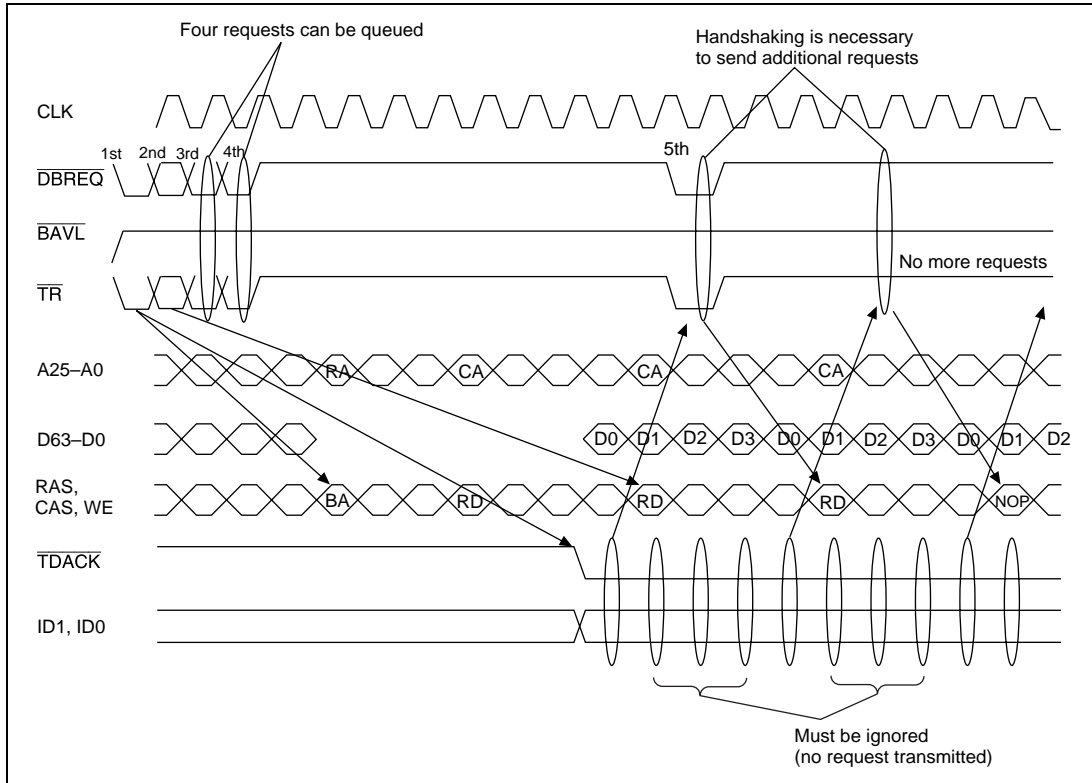 Four requests can be queued
Handshaking is necessary
to send additional requests
CLK
1st 2nd 3rd 4th 5th
DBREQ
BAVL
No more requests
TR
A25–A0 RA CA CA CA
D63–D0 D0 D1 D2 D3 D0 D1 D2 D3 D0 D1 D2
RAS,
CAS, WE BA RD RD RD NOP
TDACK
ID1, ID0
Must be ignored
(no request transmitted)